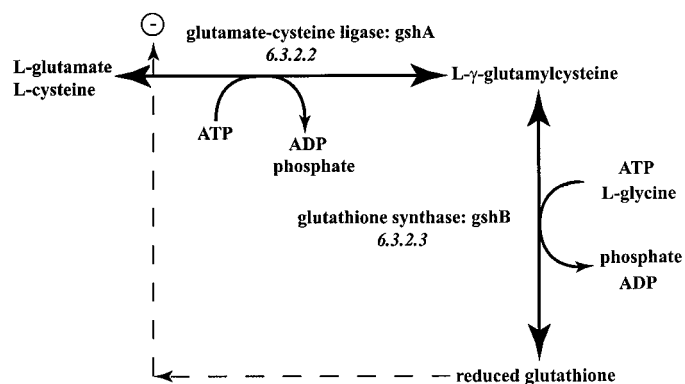 ⊖
glutamate-cysteine ligase: gshA
6.3.2.2
L-glutamate
L-cysteine
L-γ-glutamylcysteine
ATP
ADP
phosphate
ATP
L-glycine
glutathione synthase: gshB
6.3.2.3
phosphate
ADP
reduced glutathione